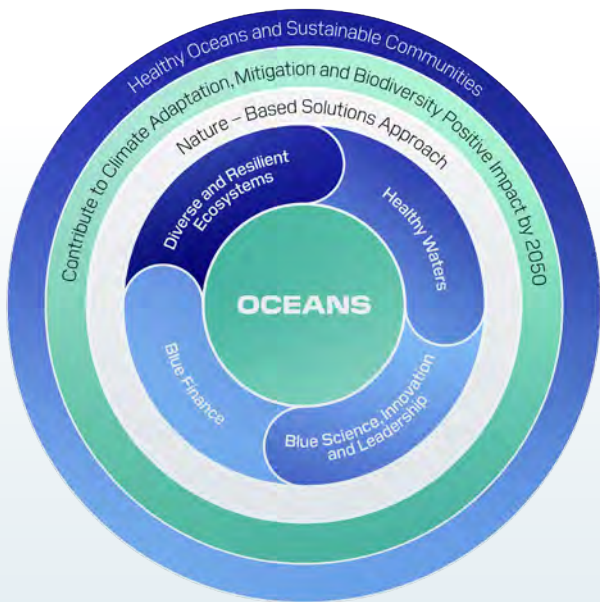 Healthy Oceans and Sustainable Communities
Contribute to Climate Adaptation, Mitigation and Biodiversity Positive Impact by 2050
Nature – Based Solutions Approach
Diverse and Resilient
Ecosystems
Healthy Waters
OCEANS
Blue Finance
Blue Science, Innovation
and Leadership